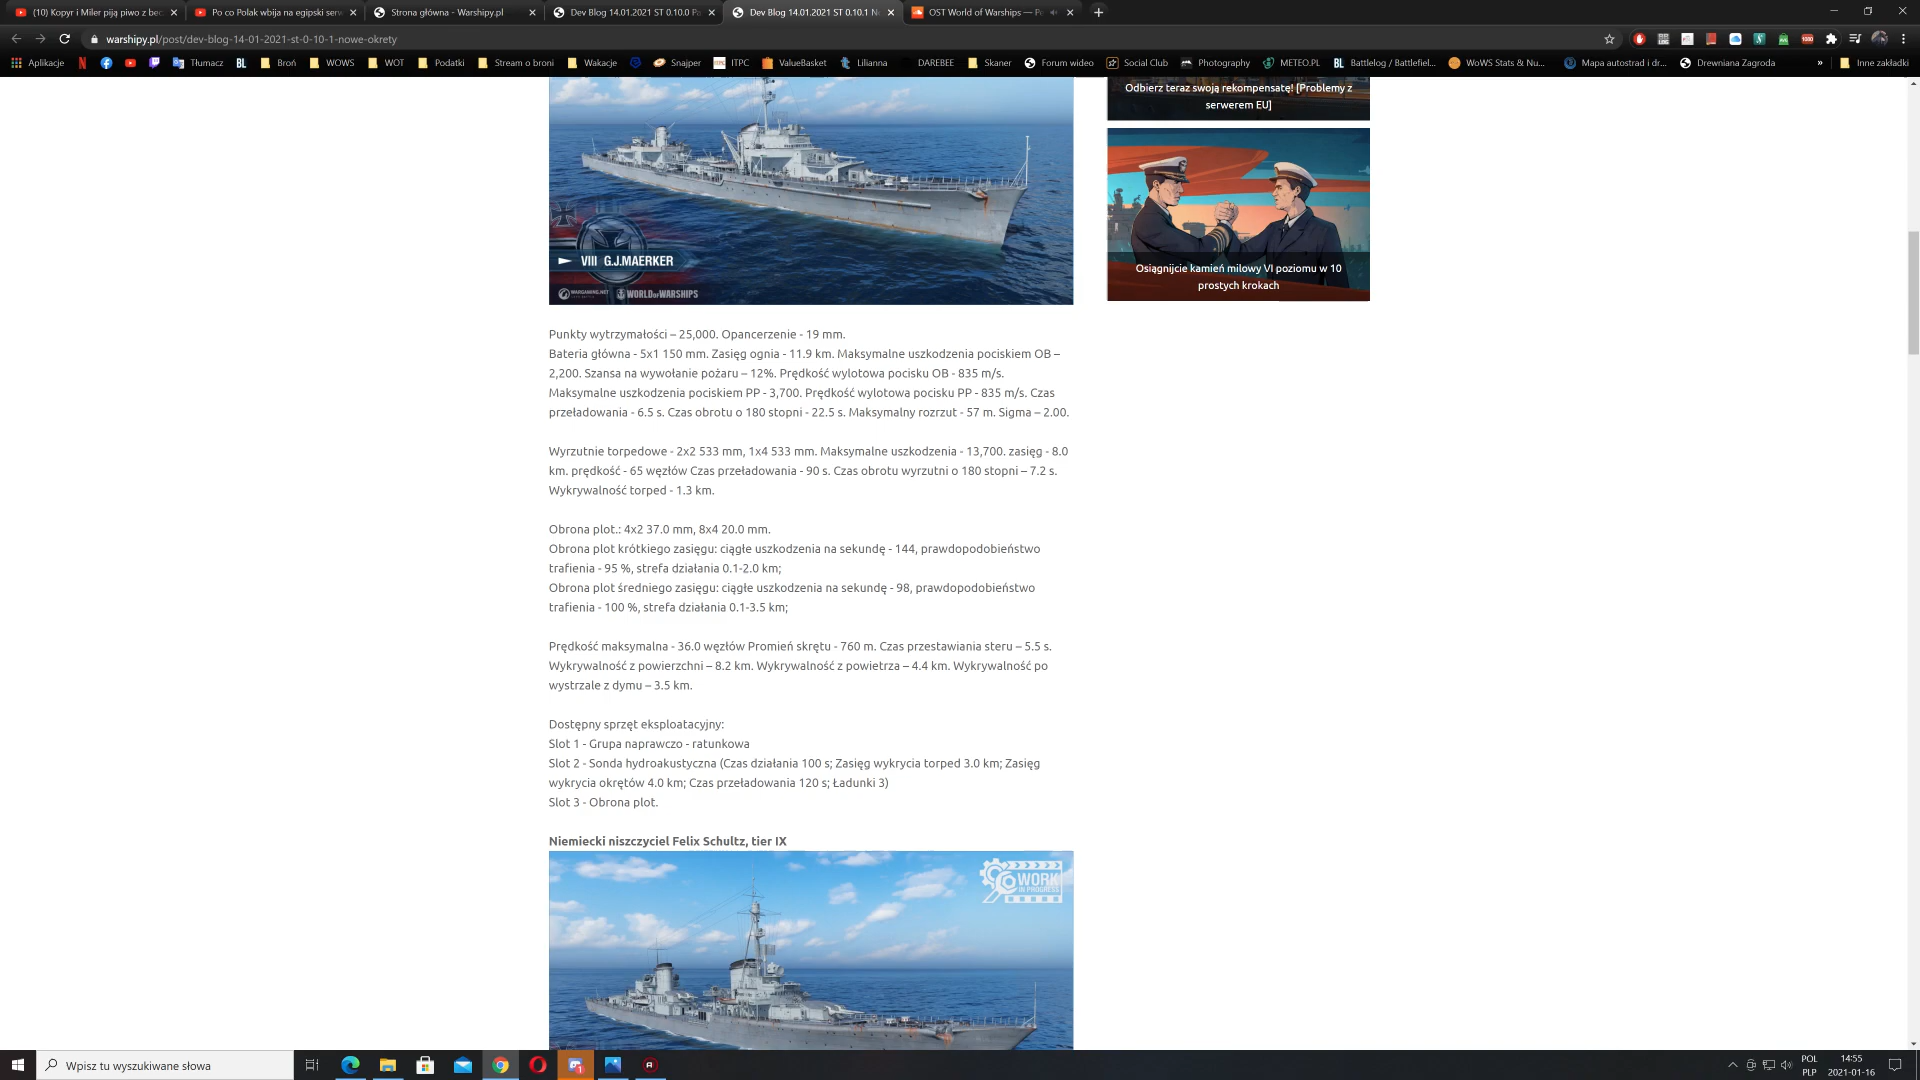 (10) Kopyr i Miler piją piwo z bec
Po co Polak wbija na egipski serw
Strona główna - Warshipy.pl
Dev Blog 14.01.2021 ST 0.10.0 Po
Dev Blog 14.01.2021 ST 0.10.1 N
OST World of Warships — Po
warshipy.pl/post/dev-blog-14-01-2021-st-0-10-1-nowe-okrety
Aplikacje
Tłumacz
BL
Broń
WOWS
WOT
Podatki
Stream o broni
Wakacje
Snajper
ITPC
ValueBasket
Lilianna
DAREBEE
Skaner
Forum wideo
Social Club
Photography
METEO.PL
BL Battlelog / Battlefiel...
WoWS Stats & Nu...
Mapa autostrad i dr...
Drewniana Zagroda
»
Inne zakładki
VIII G.J.MAERKER
WARGAMING.NET
WORLD OF WARSHIPS
Punkty wytrzymałości – 25,000. Opancerzenie - 19 mm.
Bateria główna - 5x1 150 mm. Zasięg ognia - 11.9 km. Maksymalne uszkodzenia pociskiem OB –
2,200. Szansa na wywołanie pożaru – 12%. Prędkość wylotowa pocisku OB - 835 m/s.
Maksymalne uszkodzenia pociskiem PP - 3,700. Prędkość wylotowa pocisku PP - 835 m/s. Czas
przeładowania - 6.5 s. Czas obrotu o 180 stopni - 22.5 s. Maksymalny rozrzut - 57 m. Sigma – 2.00.
Wyrzutnie torpedowe - 2x2 533 mm, 1x4 533 mm. Maksymalne uszkodzenia - 13,700. zasięg - 8.0
km. prędkość - 65 węzłów Czas przeładowania - 90 s. Czas obrotu wyrzutni o 180 stopni – 7.2 s.
Wykrywalność torped - 1.3 km.
Obrona plot.: 4x2 37.0 mm, 8x4 20.0 mm.
Obrona plot krótkiego zasięgu: ciągłe uszkodzenia na sekundę - 144, prawdopodobieństwo
trafienia - 95 %, strefa działania 0.1-2.0 km;
Obrona plot średniego zasięgu: ciągłe uszkodzenia na sekundę - 98, prawdopodobieństwo
trafienia - 100 %, strefa działania 0.1-3.5 km;
Prędkość maksymalna - 36.0 węzłów Promień skrętu - 760 m. Czas przestawiania steru – 5.5 s.
Wykrywalność z powierzchni – 8.2 km. Wykrywalność z powietrza – 4.4 km. Wykrywalność po
wystrzale z dymu – 3.5 km.
Dostępny sprzęt eksploatacyjny:
Slot 1 - Grupa naprawczo - ratunkowa
Slot 2 - Sonda hydroakustyczna (Czas działania 100 s; Zasięg wykrycia torped 3.0 km; Zasięg
wykrycia okrętów 4.0 km; Czas przeładowania 120 s; Ładunki 3)
Slot 3 - Obrona plot.
Niemiecki niszczyciel Felix Schultz, tier IX
WORK
IN PROGRESS
Odbierz teraz swoją rekompensatę! [Problemy z
serwerem EU]
Osiągnijcie kamień milowy VI poziomu w 10
prostych krokach
Wpisz tu wyszukiwane słowa
POL
PLP
14:55
2021-01-16